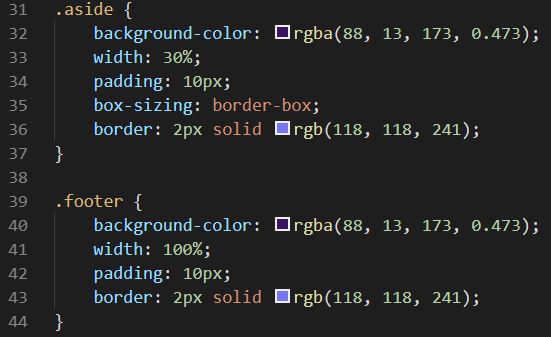 31 .aside {
32 background-color: rgba(88, 13, 173, 0.473);
33 width: 30%;
34 padding: 10px;
35 box-sizing: border-box;
36 border: 2px solid rgb(118, 118, 241);
37 }
38
39 .footer {
40 background-color: rgba(88, 13, 173, 0.473);
41 width: 100%;
42 padding: 10px;
43 border: 2px solid rgb(118, 118, 241);
44 }